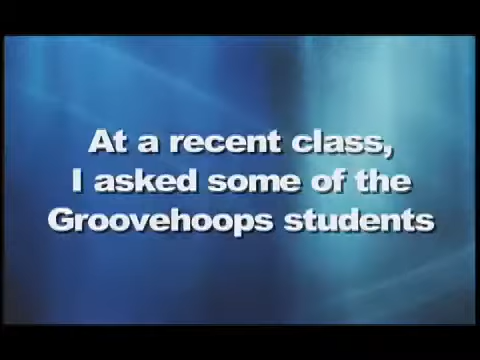 At a recent class,
I asked some of the
Groovehoops students